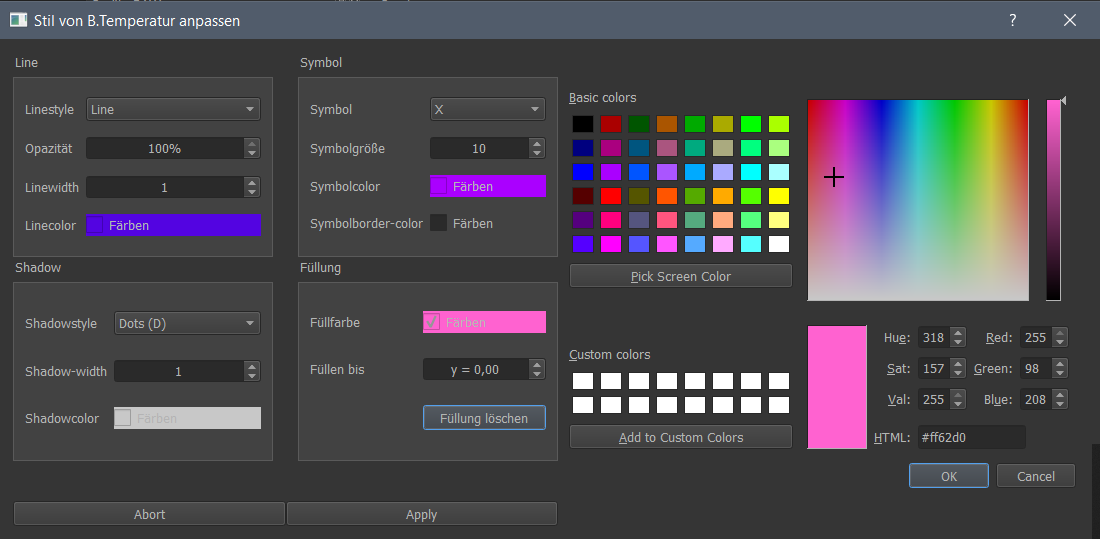 Stil von B.Temperatur anpassen
?
Line
Linestyle Line
Opazität 100%
Linewidth 1
Linecolor Färben
Shadow
Shadowstyle Dots (D)
Shadow-width 1
Shadowcolor Färben
Symbol
Symbol X
Symbolgröße 10
Symbolcolor Färben
Symbolborder-color Färben
Füllung
Füllfarbe Färben
Füllen bis y = 0,00
Füllung löschen
Abort
Apply
Basic colors
Pick Screen Color
Custom colors
Add to Custom Colors
Hue: 318 Red: 255
Sat: 157 Green: 98
Val: 255 Blue: 208
HTML: #ff62d0
OK
Cancel